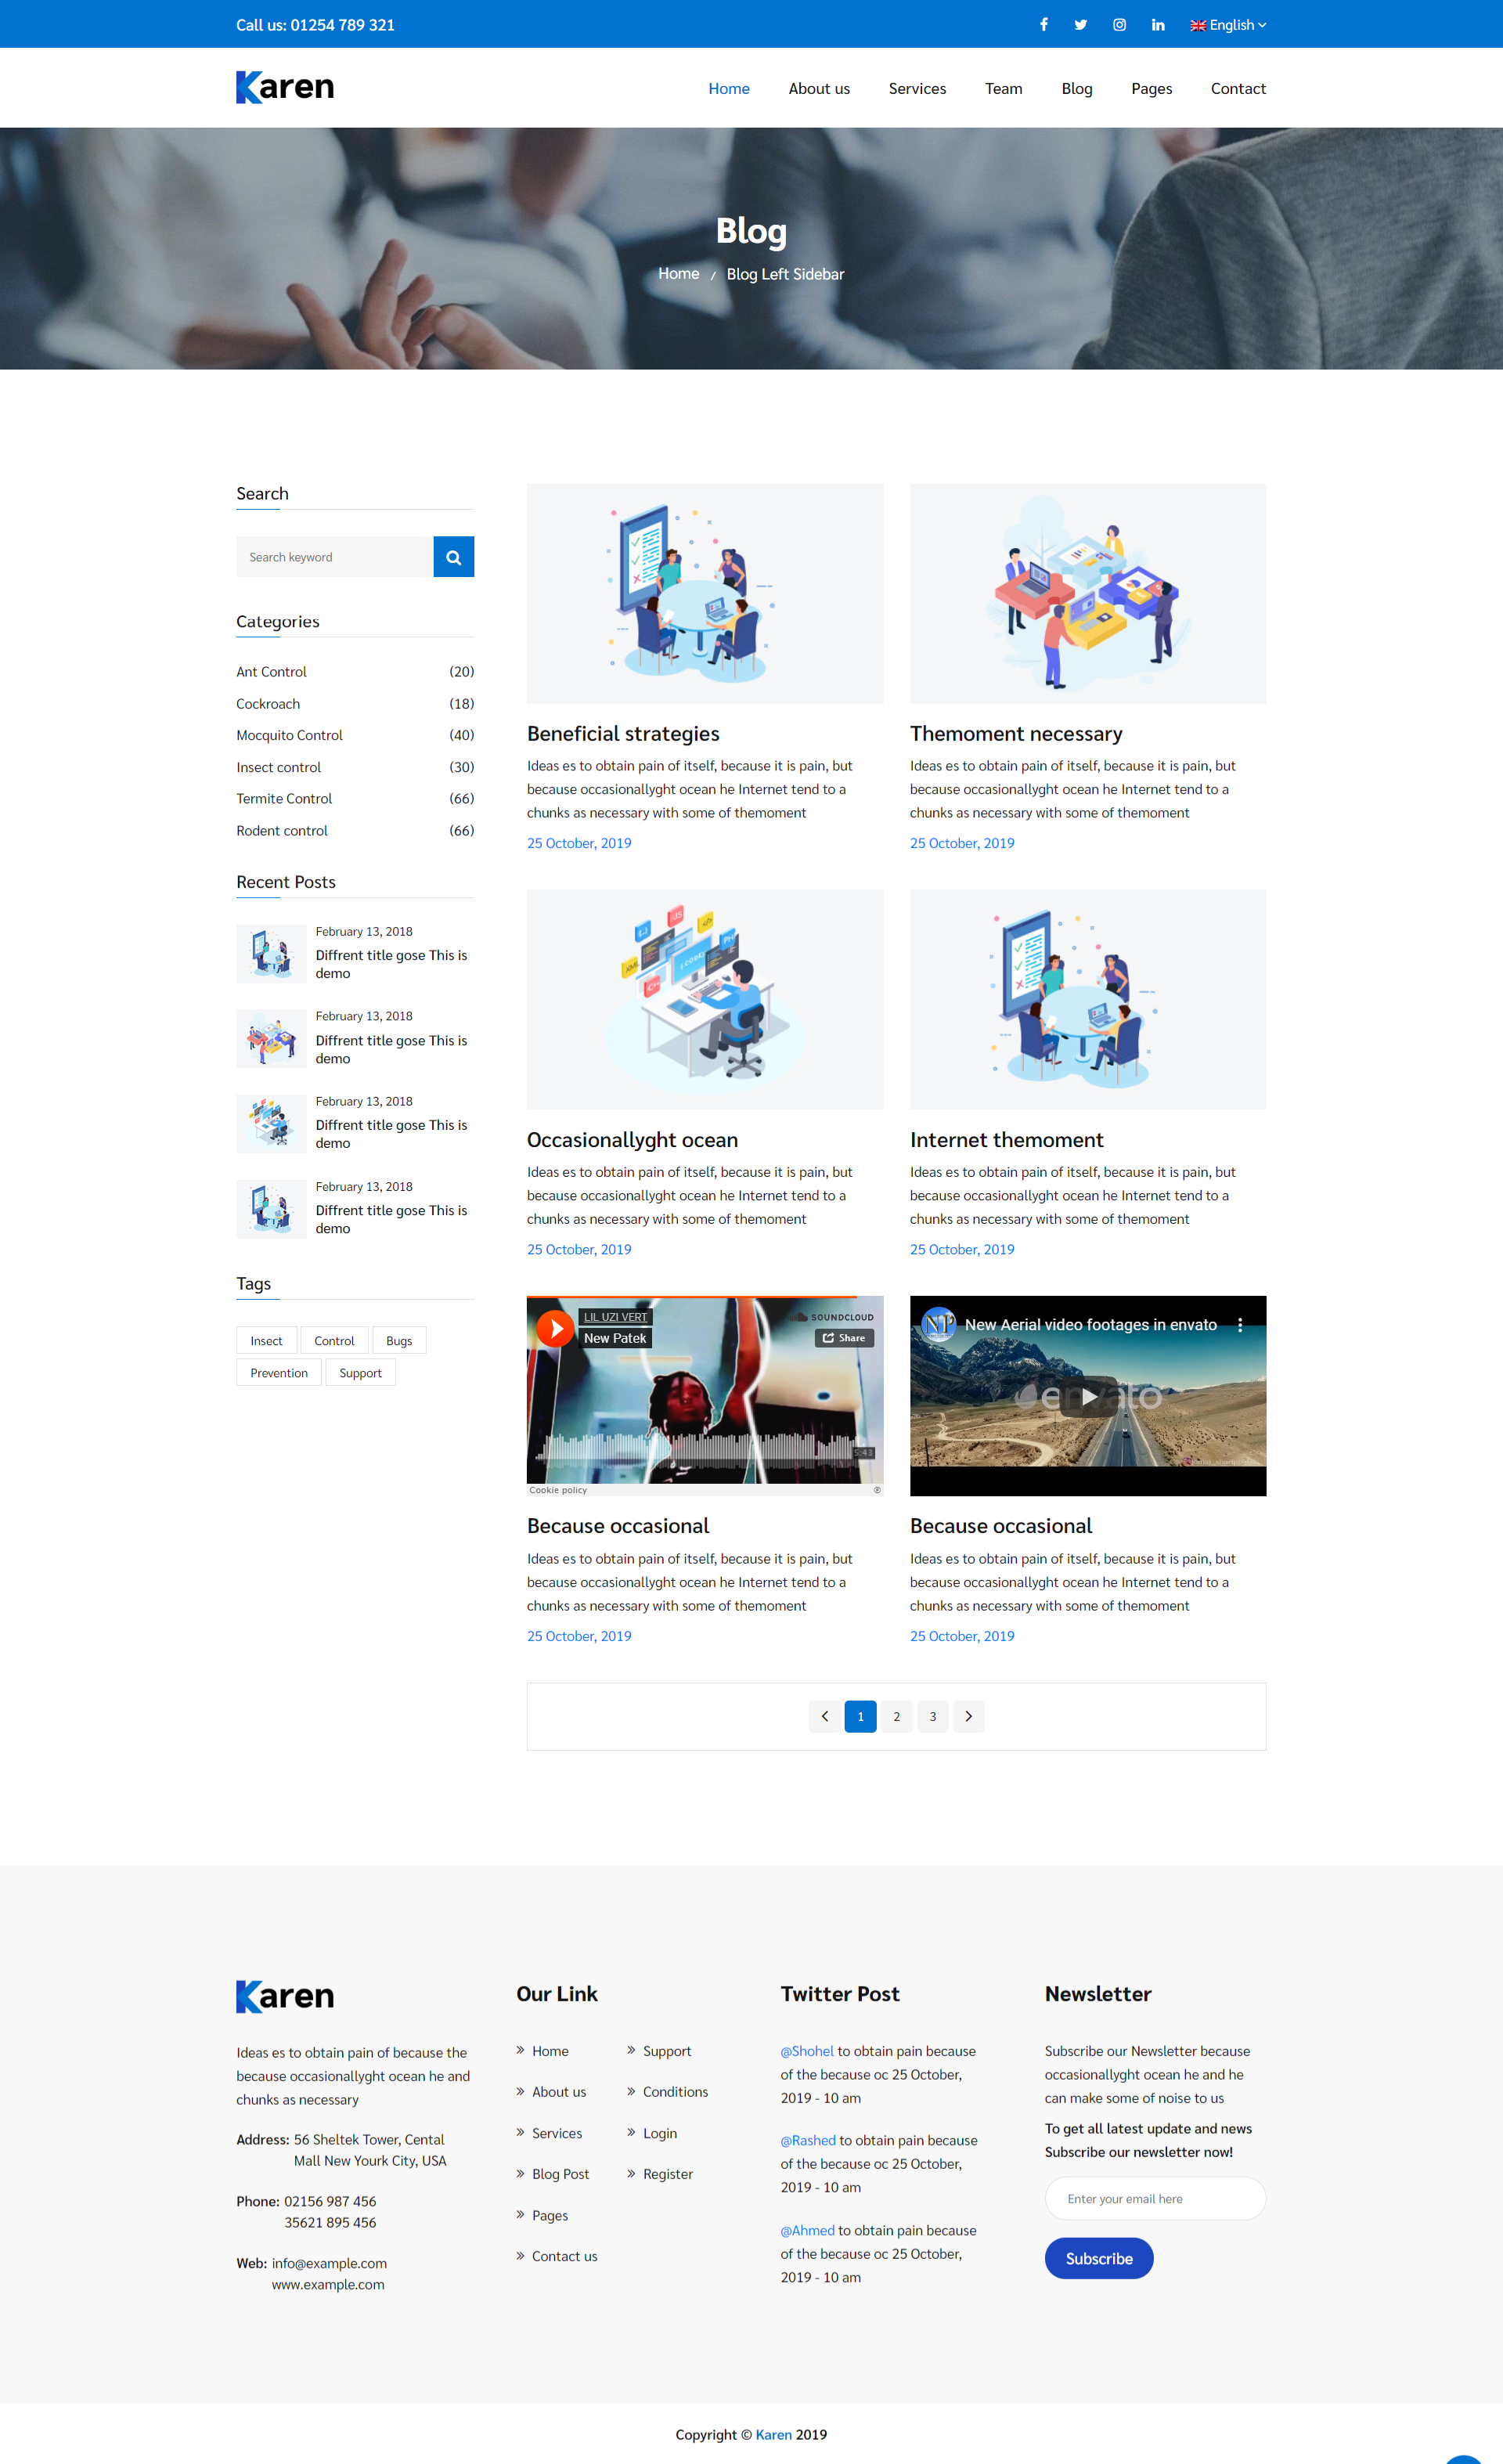 Call us: 01254 789 321
English
Karen
Home
About us
Services
Team
Blog
Pages
Contact
Blog
Home / Blog Left Sidebar
Search
Search keyword
Categories
Ant Control (20)
Cockroach (18)
Mocquito Control (40)
Insect control (30)
Termite Control (66)
Rodent control (66)
Recent Posts
February 13, 2018
Diffrent title gose This is
demo
February 13, 2018
Diffrent title gose This is
demo
February 13, 2018
Diffrent title gose This is
demo
February 13, 2018
Diffrent title gose This is
demo
Tags
Insect
Control
Bugs
Prevention
Support
Beneficial strategies
Ideas es to obtain pain of itself, because it is pain, but
because occasionallyght ocean he Internet tend to a
chunks as necessary with some of themoment
25 October, 2019
Themoment necessary
Ideas es to obtain pain of itself, because it is pain, but
because occasionallyght ocean he Internet tend to a
chunks as necessary with some of themoment
25 October, 2019
Occasionallyght ocean
Ideas es to obtain pain of itself, because it is pain, but
because occasionallyght ocean he Internet tend to a
chunks as necessary with some of themoment
25 October, 2019
Internet themoment
Ideas es to obtain pain of itself, because it is pain, but
because occasionallyght ocean he Internet tend to a
chunks as necessary with some of themoment
25 October, 2019
LIL UZI VERT
New Patek
SOUNDCLOUD
Share
5:43
Cookie policy
Because occasional
Ideas es to obtain pain of itself, because it is pain, but
because occasionallyght ocean he Internet tend to a
chunks as necessary with some of themoment
25 October, 2019
NP
New Aerial video footages in envato
envato
Because occasional
Ideas es to obtain pain of itself, because it is pain, but
because occasionallyght ocean he Internet tend to a
chunks as necessary with some of themoment
25 October, 2019
1 2 3
Karen
Ideas es to obtain pain of because the
because occasionallyght ocean he and
chunks as necessary
Address: 56 Sheltek Tower, Cental
Mall New Yourk City, USA
Phone: 02156 987 456
35621 895 456
Web: info@example.com
www.example.com
Our Link
Home
About us
Services
Blog Post
Pages
Contact us
Support
Conditions
Login
Register
Twitter Post
@Shohel to obtain pain because
of the because oc 25 October,
2019 - 10 am
@Rashed to obtain pain because
of the because oc 25 October,
2019 - 10 am
@Ahmed to obtain pain because
of the because oc 25 October,
2019 - 10 am
Newsletter
Subscribe our Newsletter because
occasionallyght ocean he and he
can make some of noise to us
To get all latest update and news
Subscribe our newsletter now!
Enter your email here
Subscribe
Copyright © Karen 2019